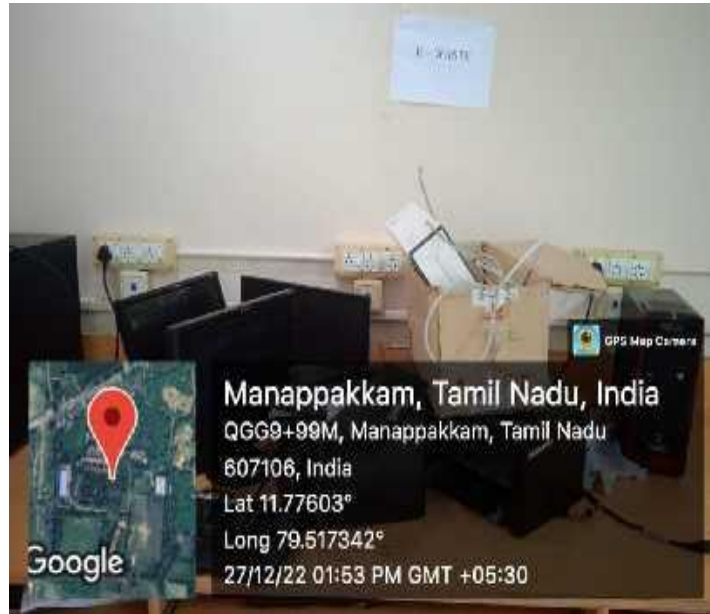 E-WASTE
GPS Map Camera
Manappakkam, Tamil Nadu, India
QGG9+99M, Manappakkam, Tamil Nadu
607106, India
Lat 11.77603°
Long 79.517342°
27/12/22 01:53 PM GMT +05:30
Google